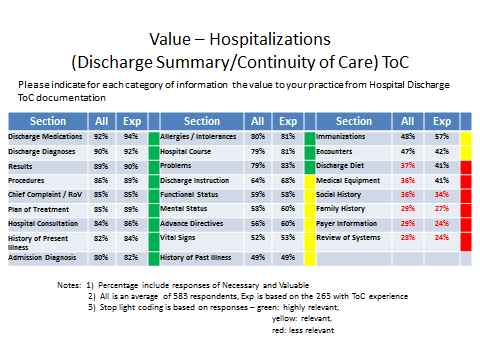 Value – Hospitalizations
(Discharge Summary/Continuity of Care) ToC
Please indicate for each category of information the value to your practice from Hospital Discharge
ToC documentation
Section All Exp Section All Exp Section All Exp
Discharge Medications 92% 94% Allergies / Intolerances 80% 81% Immunizations 48% 57%
Discharge Diagnoses 90% 92% Hospital Course 79% 81% Encounters 47% 42%
Results 89% 90% Problems 79% 83% Discharge Diet 37% 41%
Procedures 86% 89% Discharge Instruction 64% 68% Medical Equipment 36% 41%
Chief Complaint / RoV 85% 85% Functional Status 59% 58% Social History 36% 34%
Plan of Treatment 85% 89% Mental Status 58% 60% Family History 29% 27%
Hospital Consultation 84% 86% Advance Directives 56% 60% Payer Information 29% 24%
History of Present 82% 84% Vital Signs 52% 53% Review of Systems 28% 24%
Illness
Admission Diagnosis 80% 82% History of Past Illness 49% 49%
Notes: 1) Percentage include responses of Necessary and Valuable
2) All is an average of 583 respondents, Exp is based on the 263 with ToC experience
3) Stop light coding is based on responses – green: highly relevant,
yellow: relevant,
red: less relevant